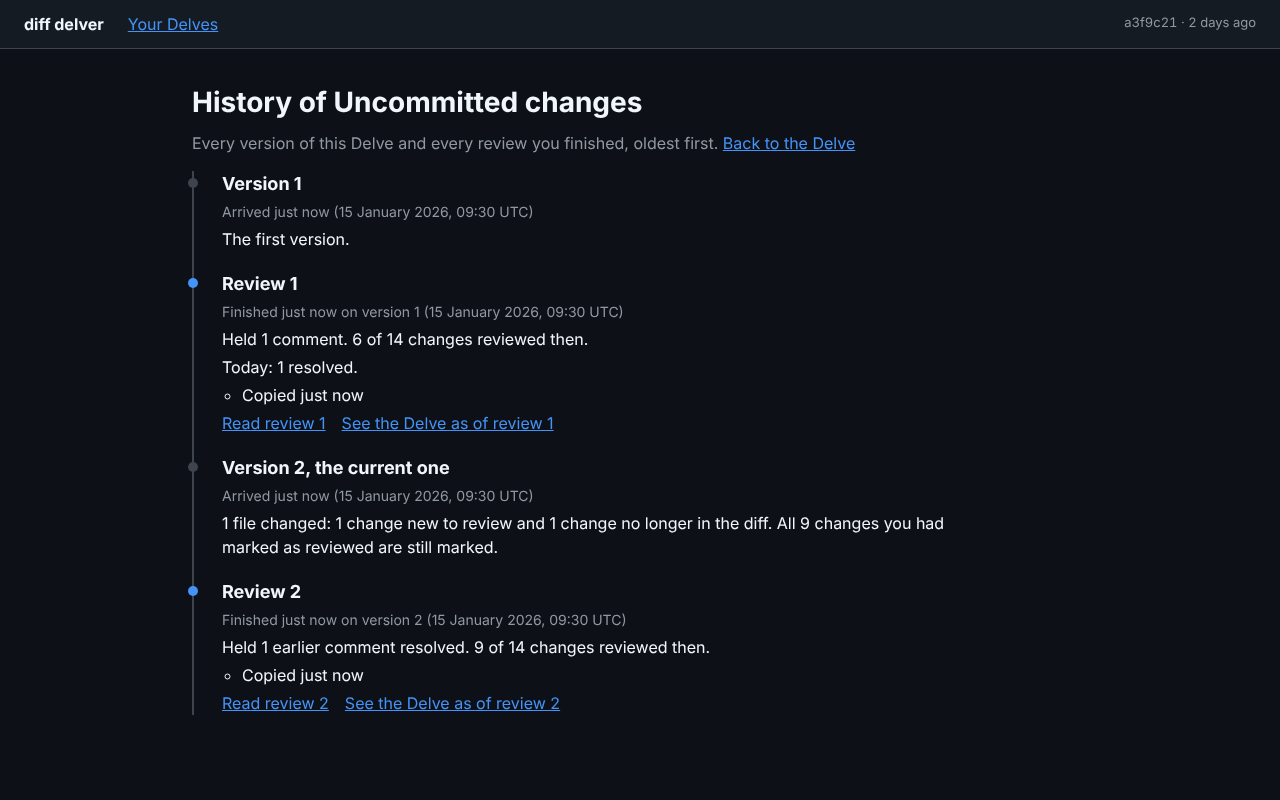 diff delver
Your Delves
a3f9c21 · 2 days ago
History of Uncommitted changes
Every version of this Delve and every review you finished, oldest first. Back to the Delve
Version 1
Arrived just now (15 January 2026, 09:30 UTC)
The first version.
Review 1
Finished just now on version 1 (15 January 2026, 09:30 UTC)
Held 1 comment. 6 of 14 changes reviewed then.
Today: 1 resolved.
Copied just now
Read review 1 See the Delve as of review 1
Version 2, the current one
Arrived just now (15 January 2026, 09:30 UTC)
1 file changed: 1 change new to review and 1 change no longer in the diff. All 9 changes you had
marked as reviewed are still marked.
Review 2
Finished just now on version 2 (15 January 2026, 09:30 UTC)
Held 1 earlier comment resolved. 9 of 14 changes reviewed then.
Copied just now
Read review 2 See the Delve as of review 2